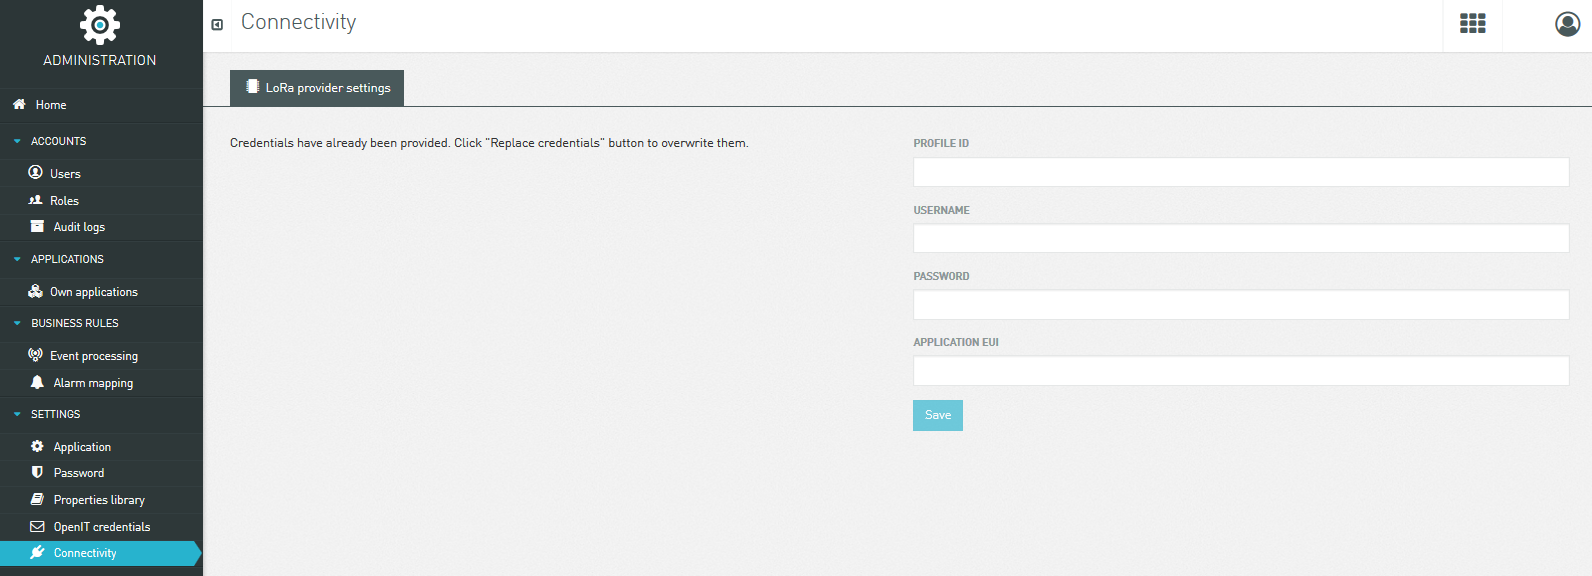 ADMINISTRATION
Home
ACCOUNTS
Users
Roles
Audit logs
APPLICATIONS
Own applications
BUSINESS RULES
Event processing
Alarm mapping
SETTINGS
Application
Password
Properties library
OpenIT credentials
Connectivity
Connectivity
LoRa provider settings
Credentials have already been provided. Click "Replace credentials" button to overwrite them.
PROFILE ID
USERNAME
PASSWORD
APPLICATION EUI
Save